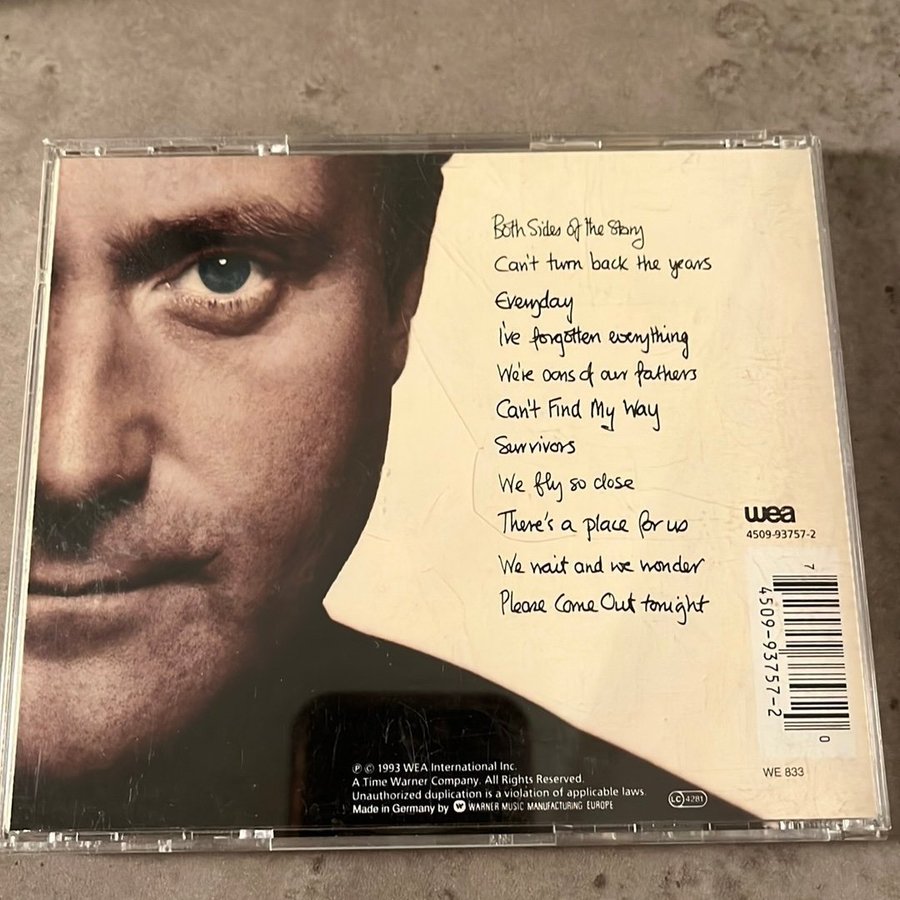 Both Sides of the Story
Can't turn back the years
Everyday
I've forgotten everything
We're sons of our fathers
Can't Find My Way
Survivors
We fly so close
There's a place for us
We wait and we wonder
Please Come Out tonight
wea
4509-93757-2
7 4509-93757-2 0
WE 833
℗ © 1993 WEA International Inc.
A Time Warner Company. All Rights Reserved.
Unauthorized duplication is a violation of applicable laws.
Made in Germany by WARNER MUSIC MANUFACTURING EUROPE
LC 4281